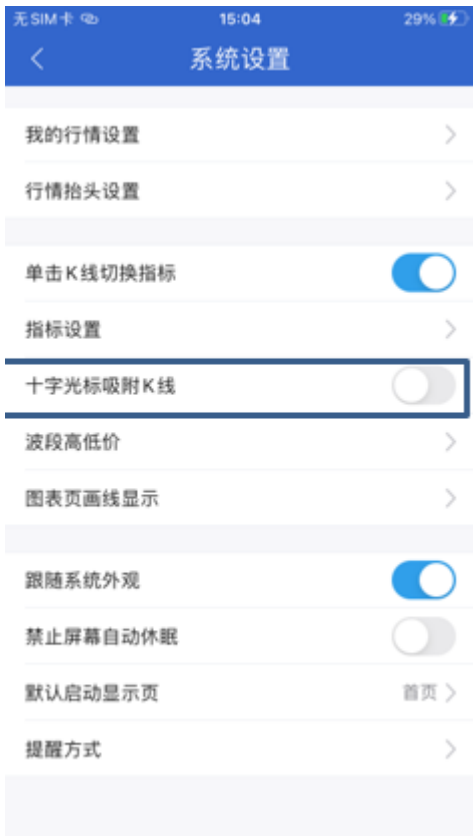 无SIM卡
15:04
29%
系统设置
我的行情设置
行情抬头设置
单击K线切换指标
指标设置
十字光标吸附K线
波段高低价
图表页画线显示
跟随系统外观
禁止屏幕自动休眠
默认启动显示页 首页
提醒方式